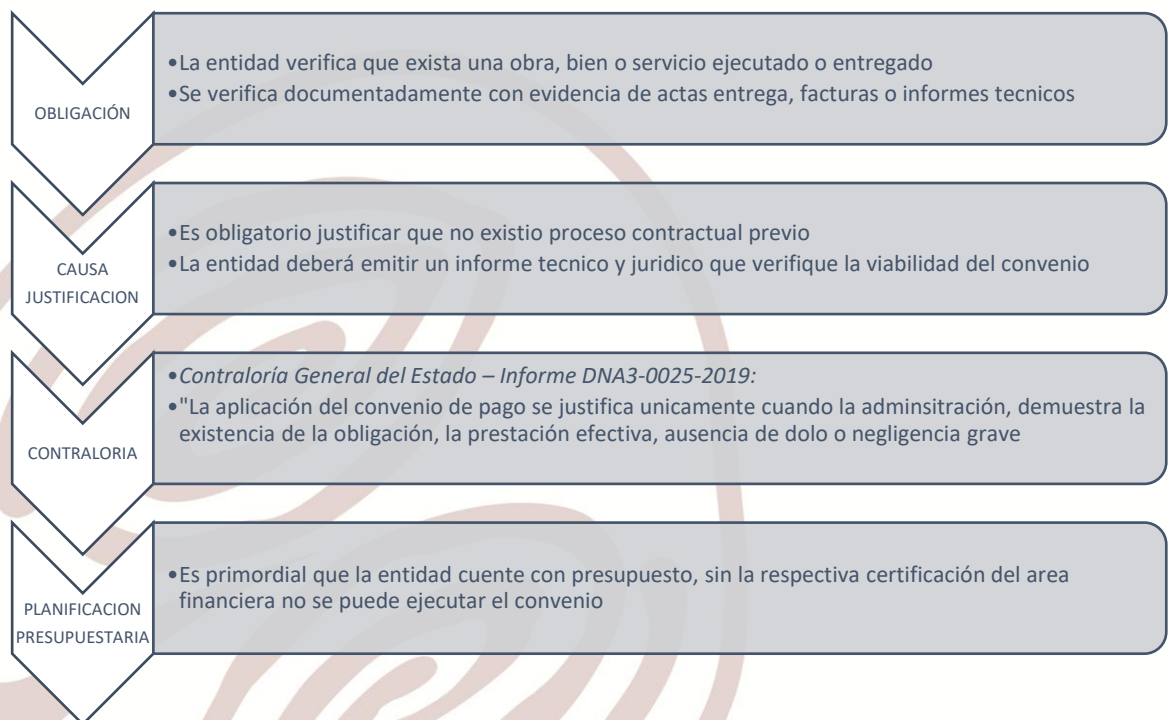 OBLIGACIÓN
•La entidad verifica que exista una obra, bien o servicio ejecutado o entregado
•Se verifica documentadamente con evidencia de actas entrega, facturas o informes tecnicos
CAUSA
JUSTIFICACION
•Es obligatorio justificar que no existio proceso contractual previo
•La entidad deberá emitir un informe tecnico y juridico que verifique la viabilidad del convenio
CONTRALORIA
•Contraloría General del Estado – Informe DNA3-0025-2019:
•"La aplicación del convenio de pago se justifica unicamente cuando la adminsitración, demuestra la
existencia de la obligación, la prestación efectiva, ausencia de dolo o negligencia grave
PLANIFICACION
PRESUPUESTARIA
•Es primordial que la entidad cuente con presupuesto, sin la respectiva certificación del area
financiera no se puede ejecutar el convenio